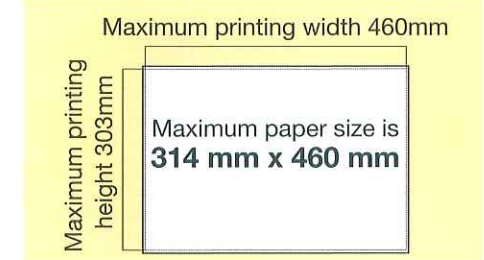 Maximum printing width 460mm
Maximum printing
height 303mm
Maximum paper size is
314 mm x 460 mm